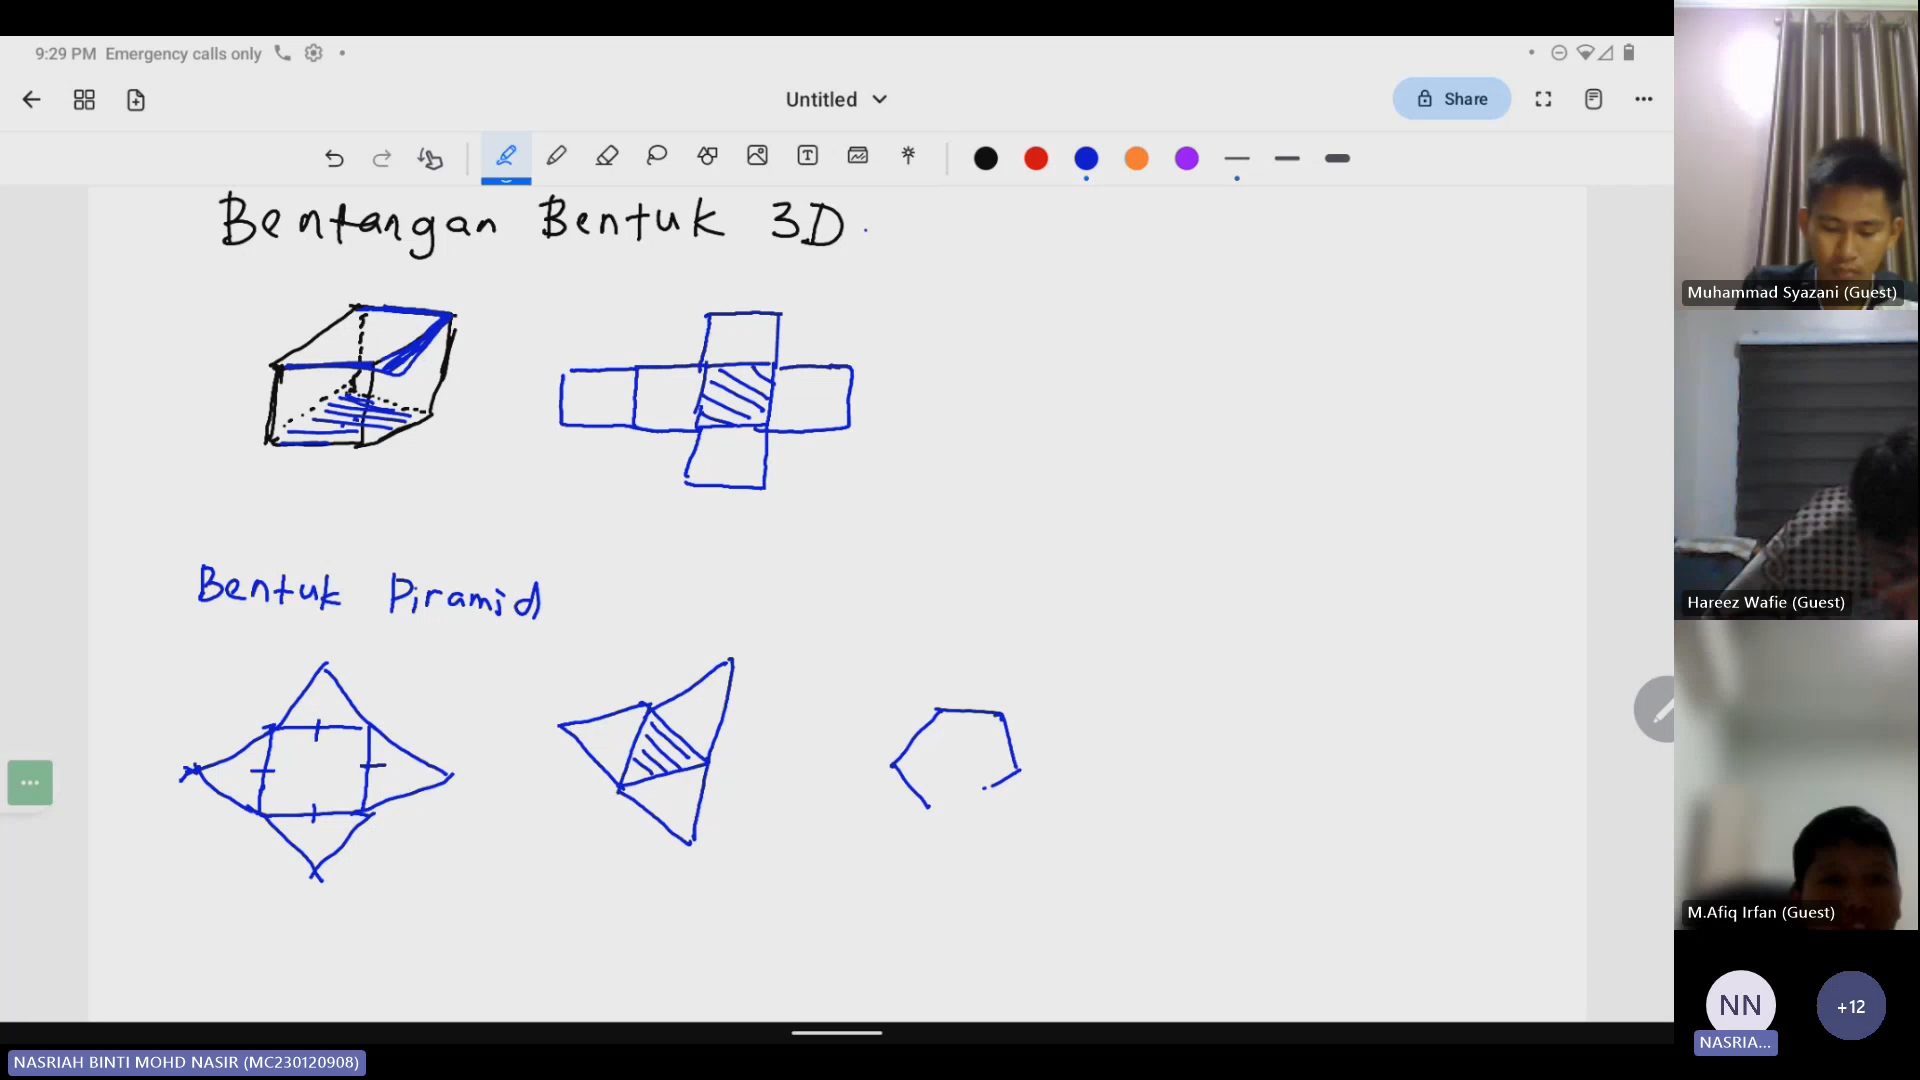 9:29 PM Emergency calls only
Untitled
Share
Bentangan Bentuk 3D.
Bentuk Piramid
Muhammad Syazani (Guest)
Hareez Wafie (Guest)
M.Afiq Irfan (Guest)
NN
+12
NASRIA...
NASRIAH BINTI MOHD NASIR (MC230120908)